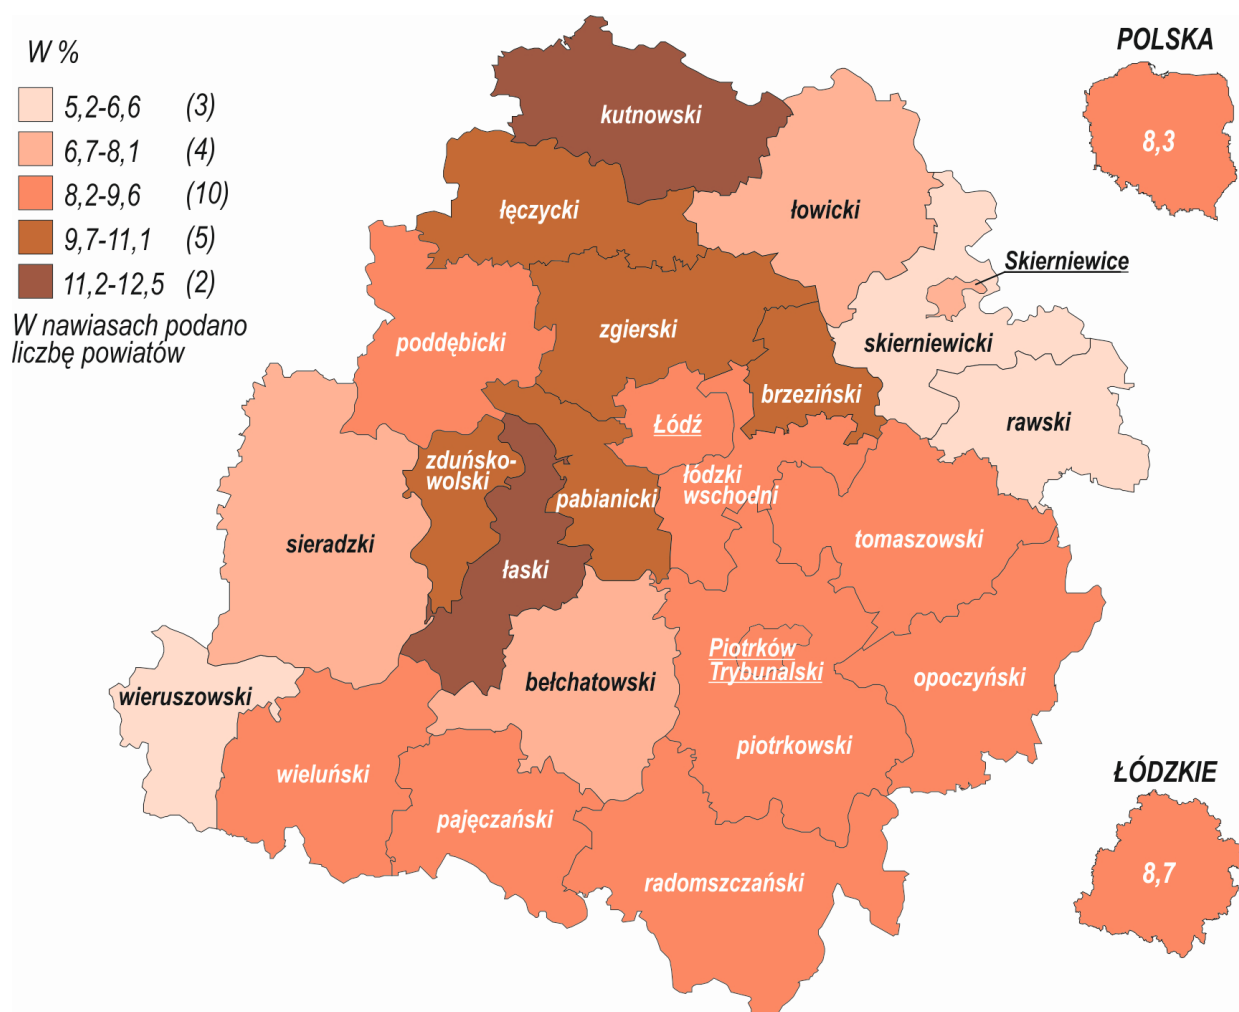 W %
5,2-6,6 (3)
6,7-8,1 (4)
8,2-9,6 (10)
9,7-11,1 (5)
11,2-12,5 (2)
W nawiasach podano
liczbę powiatów
POLSKA
8,3
kutnowski
łęczycki
łowicki
Skierniewice
poddębicki
zgierski
skierniewicki
brzeziński
rawski
Łódź
zduńsko-
wolski
pabianicki
łódzki
wschodni
sieradzki
łaski
tomaszowski
wieruszowski
bełchatowski
Piotrków
Trybunalski
opoczyński
wieluński
piotrkowski
pajęczański
radomszczański
ŁÓDZKIE
8,7